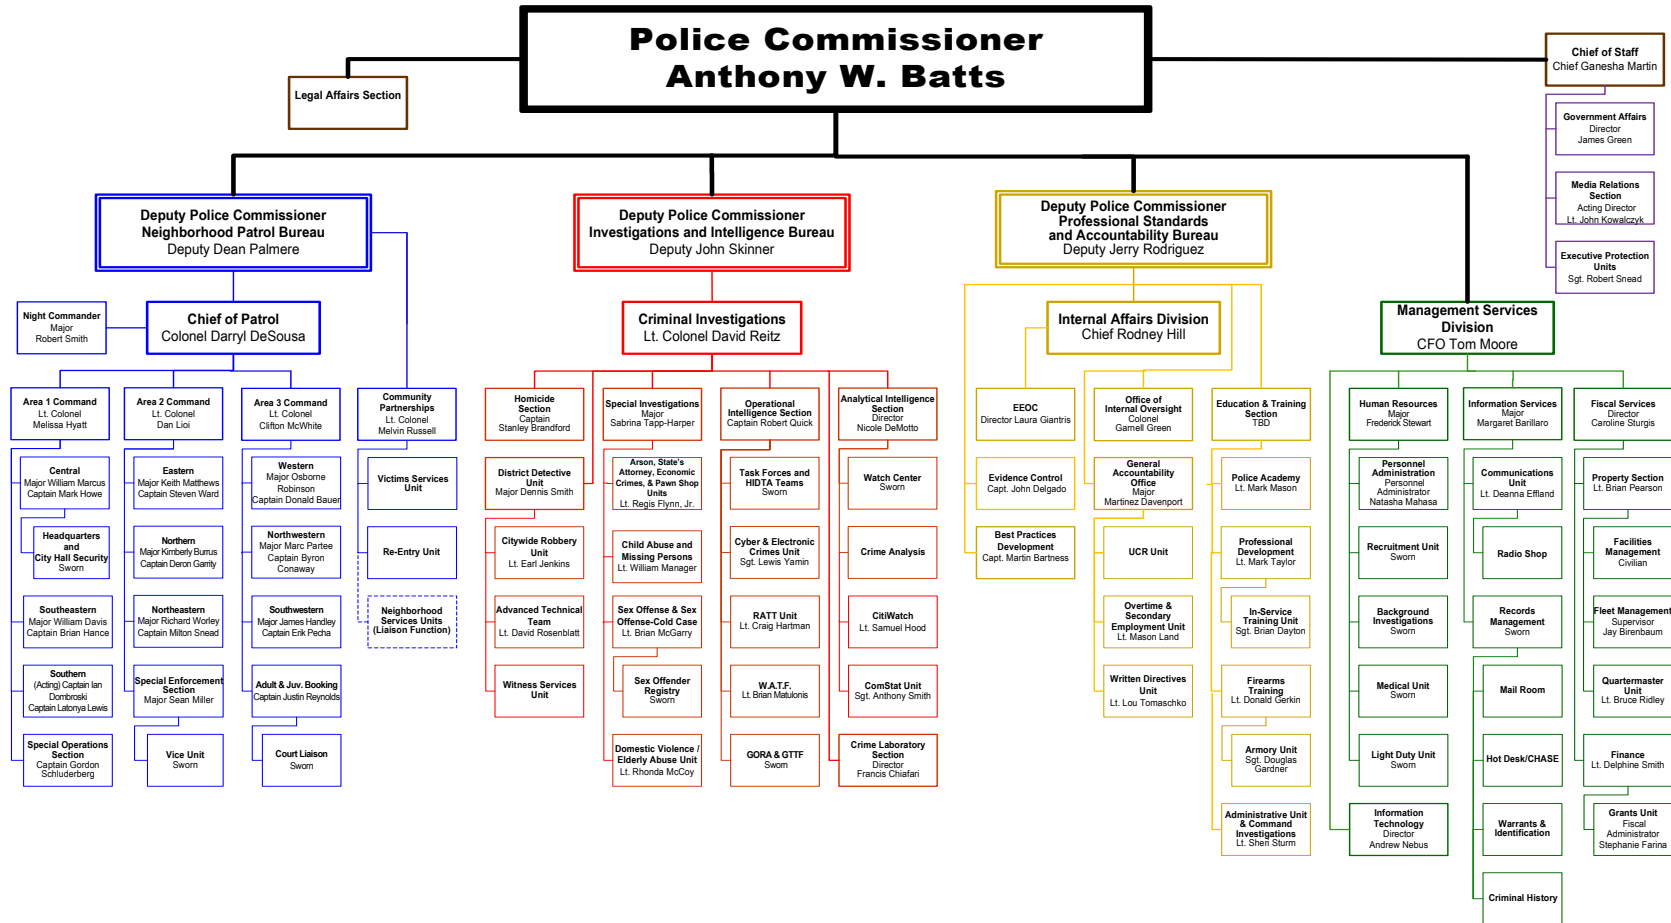 Police Commissioner
Anthony W. Batts
Legal Affairs Section
Chief of Staff
Chief Ganesha Martin
Government Affairs
Director
James Green
Media Relations
Section
Acting Director
Lt. John Kowalczyk
Executive Protection
Units
Sgt. Robert Snead
Deputy Police Commissioner
Neighborhood Patrol Bureau
Deputy Dean Palmere
Deputy Police Commissioner
Investigations and Intelligence Bureau
Deputy John Skinner
Deputy Police Commissioner
Professional Standards
and Accountability Bureau
Deputy Jerry Rodriguez
Night Commander
Major
Robert Smith
Chief of Patrol
Colonel Darryl DeSousa
Criminal Investigations
Lt. Colonel David Reitz
Internal Affairs Division
Chief Rodney Hill
Management Services
Division
CFO Tom Moore
Area 1 Command
Lt. Colonel
Melissa Hyatt
Central
Major William Marcus
Captain Mark Howe
Headquarters
and
City Hall Security
Sworn
Southeastern
Major William Davis
Captain Brian Hance
Southern
(Acting) Captain Ian
Dombroski
Captain Latonya Lewis
Special Operations
Section
Captain Gordon
Schluderberg
Area 2 Command
Lt. Colonel
Dan Lioi
Eastern
Major Keith Matthews
Captain Steven Ward
Northern
Major Kimberly Burrus
Captain Deron Garrity
Northeastern
Major Richard Worley
Captain Milton Snead
Special Enforcement
Section
Major Sean Miller
Vice Unit
Sworn
Area 3 Command
Lt. Colonel
Clifton McWhite
Western
Major Osborne
Robinson
Captain Donald Bauer
Northwestern
Major Marc Partee
Captain Byron
Conaway
Southwestern
Major James Handley
Captain Erik Pecha
Adult & Juv. Booking
Captain Justin Reynolds
Court Liaison
Sworn
Community
Partnerships
Lt. Colonel
Melvin Russell
Victims Services
Unit
Re-Entry Unit
Neighborhood
Services Units
(Liaison Function)
Homicide
Section
Captain
Stanley Brandford
District Detective
Unit
Major Dennis Smith
Citywide Robbery
Unit
Lt. Earl Jenkins
Advanced Technical
Team
Lt. David Rosenblatt
Witness Services
Unit
Special Investigations
Major
Sabrina Tapp-Harper
Arson, State's
Attorney, Economic
Crimes, & Pawn Shop
Units
Lt. Regis Flynn, Jr.
Child Abuse and
Missing Persons
Lt. William Manager
Sex Offense & Sex
Offense-Cold Case
Lt. Brian McGarry
Sex Offender
Registry
Sworn
Domestic Violence /
Elderly Abuse Unit
Lt. Rhonda McCoy
Operational
Intelligence Section
Captain Robert Quick
Task Forces and
HIDTA Teams
Sworn
Cyber & Electronic
Crimes Unit
Sgt. Lewis Yamin
RATT Unit
Lt. Craig Hartman
W.A.T.F.
Lt. Brian Matulonis
GORA & GTTF
Sworn
Analytical Intelligence
Section
Director
Nicole DeMotto
Watch Center
Sworn
Crime Analysis
CitiWatch
Lt. Samuel Hood
ComStat Unit
Sgt. Anthony Smith
Crime Laboratory
Section
Director
Francis Chiafari
EEOC
Director Laura Giantris
Evidence Control
Capt. John Delgado
Best Practices
Development
Capt. Martin Bartness
Office of
Internal Oversight
Colonel
Garnell Green
General
Accountability
Office
Major
Martinez Davenport
UCR Unit
Overtime &
Secondary
Employment Unit
Lt. Mason Land
Written Directives
Unit
Lt. Lou Tomaschko
Education & Training
Section
TBD
Police Academy
Lt. Mark Mason
Professional
Development
Lt. Mark Taylor
In-Service
Training Unit
Sgt. Brian Dayton
Firearms
Training
Lt. Donald Gerkin
Armory Unit
Sgt. Douglas
Gardner
Administrative Unit
& Command
Investigations
Lt. Sheri Sturm
Human Resources
Major
Frederick Stewart
Personnel
Administration
Personnel
Administrator
Natasha Mahasa
Recruitment Unit
Sworn
Background
Investigations
Sworn
Medical Unit
Sworn
Light Duty Unit
Sworn
Information
Technology
Director
Andrew Nebus
Information Services
Major
Margaret Barillaro
Communications
Unit
Lt. Deanna Effland
Radio Shop
Records
Management
Sworn
Mail Room
Hot Desk/CHASE
Warrants &
Identification
Criminal History
Fiscal Services
Director
Caroline Sturgis
Property Section
Lt. Brian Pearson
Facilities
Management
Civilian
Fleet Management
Supervisor
Jay Birenbaum
Quartermaster
Unit
Lt. Bruce Ridley
Finance
Lt. Delphine Smith
Grants Unit
Fiscal
Administrator
Stephanie Farina